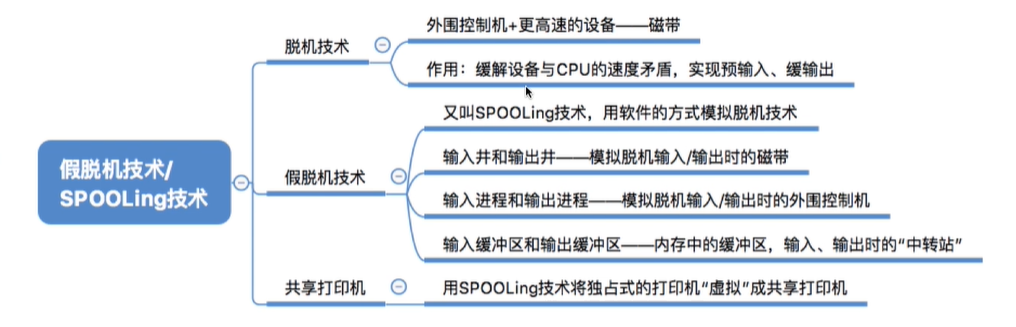 假脱机技术/
SPOOLing技术
脱机技术
外围控制机+更高速的设备——磁带
作用：缓解设备与CPU的速度矛盾，实现预输入、缓输出
假脱机技术
又叫SPOOLing技术，用软件的方式模拟脱机技术
输入井和输出井——模拟脱机输入/输出时的磁带
输入进程和输出进程——模拟脱机输入/输出时的外围控制机
输入缓冲区和输出缓冲区——内存中的缓冲区，输入、输出时的“中转站”
共享打印机
用SPOOLing技术将独占式的打印机“虚拟”成共享打印机